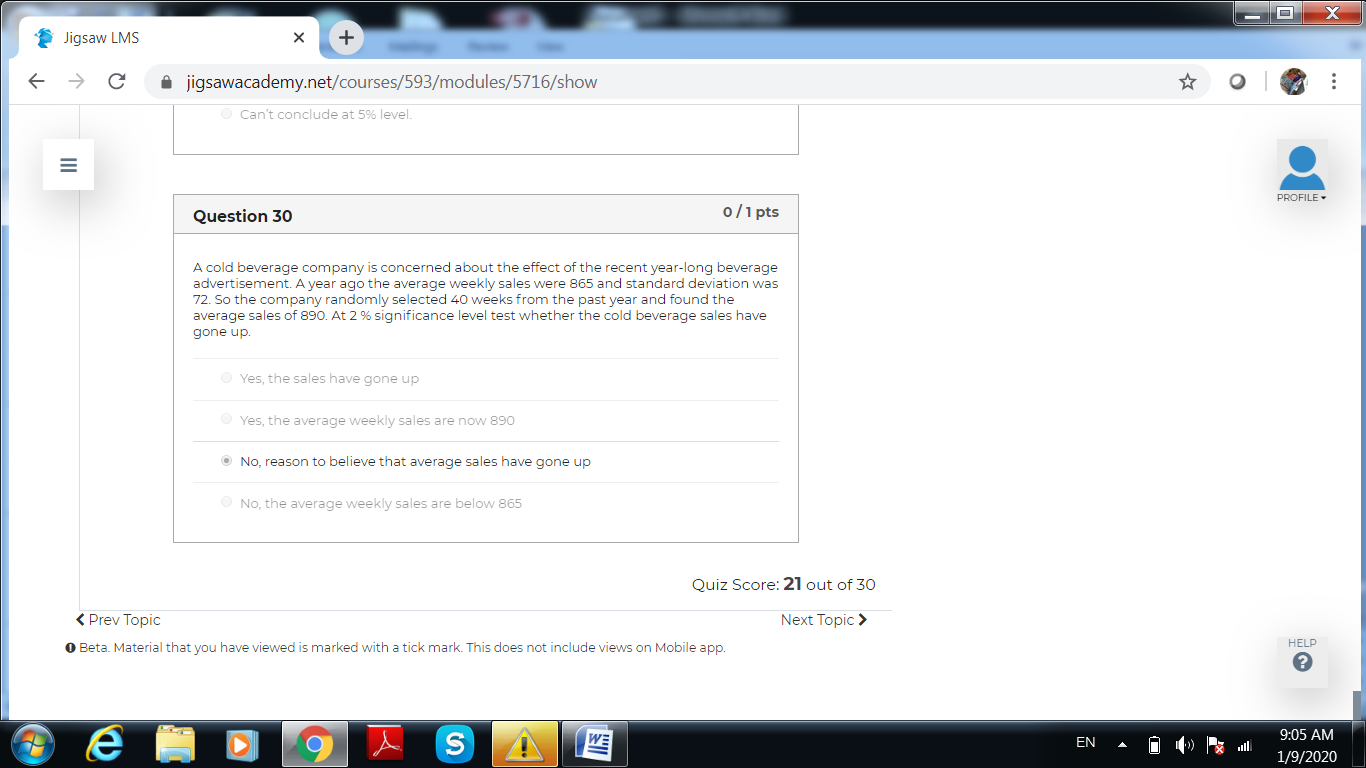 Jigsaw LMS
Mailings Review View
jigsawacademy.net/courses/593/modules/5716/show
Can't conclude at 5% level.
PROFILE
Question 30
0 / 1 pts
A cold beverage company is concerned about the effect of the recent year-long beverage
advertisement. A year ago the average weekly sales were 865 and standard deviation was
72. So the company randomly selected 40 weeks from the past year and found the
average sales of 890. At 2 % significance level test whether the cold beverage sales have
gone up.
Yes, the sales have gone up
Yes, the average weekly sales are now 890
No, reason to believe that average sales have gone up
No, the average weekly sales are below 865
Quiz Score: 21 out of 30
Prev Topic
Next Topic
Beta. Material that you have viewed is marked with a tick mark. This does not include views on Mobile app.
HELP
EN
9:05 AM
1/9/2020